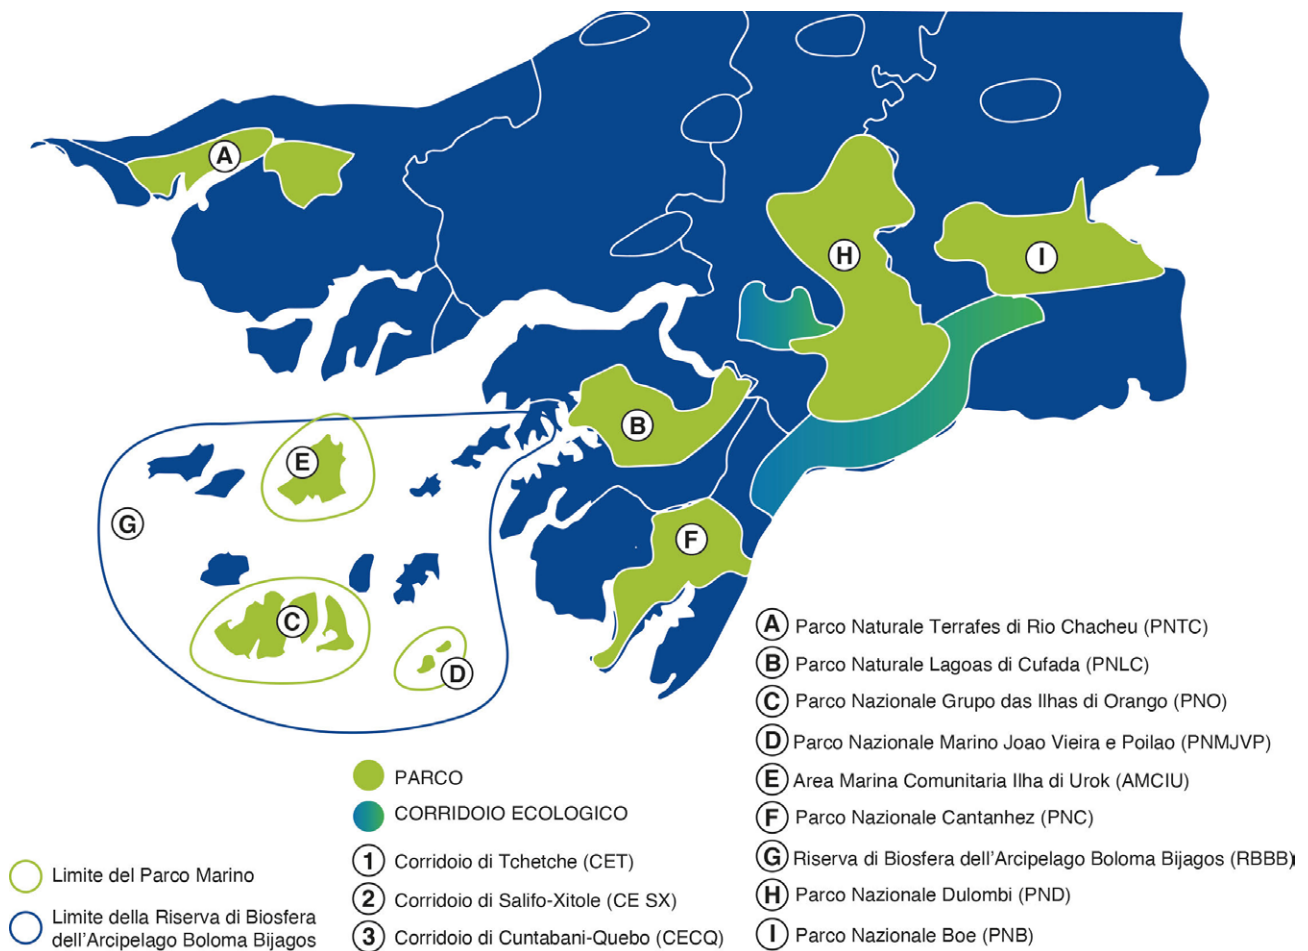 A
H
I
B
E
G
F
C
D
A Parco Naturale Terrafes di Rio Chacheu (PNTC)
B Parco Naturale Lagoas di Cufada (PNLC)
C Parco Nazionale Grupo das Ilhas di Orango (PNO)
D Parco Nazionale Marino Joao Vieira e Poilao (PNMJVP)
E Area Marina Comunitaria Ilha di Urok (AMCIU)
F Parco Nazionale Cantanhez (PNC)
G Riserva di Biosfera dell'Arcipelago Boloma Bijagos (RBBB)
H Parco Nazionale Dulombi (PND)
I Parco Nazionale Boe (PNB)
PARCO
CORRIDOIO ECOLOGICO
1 Corridoio di Tchetche (CET)
2 Corridoio di Salifo-Xitole (CE SX)
3 Corridoio di Cuntabani-Quebo (CECQ)
Limite del Parco Marino
Limite della Riserva di Biosfera
dell'Arcipelago Boloma Bijagos